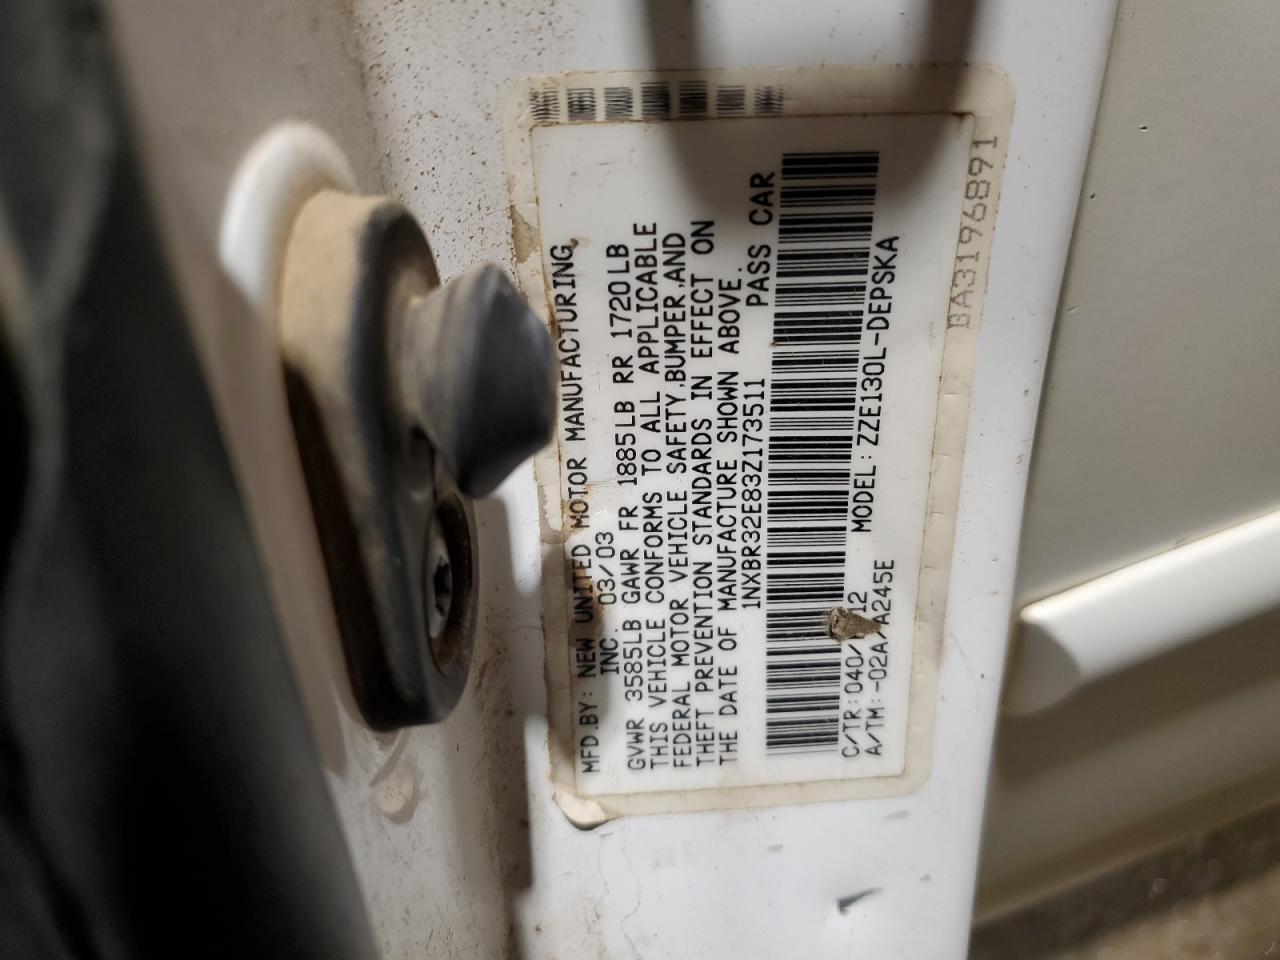 MFD.BY: NEW UNITED MOTOR MANUFACTURING,
INC. 03/03
GVWR 3585LB GAWR FR 1885LB RR 1720LB
THIS VEHICLE CONFORMS TO ALL APPLICABLE
FEDERAL MOTOR VEHICLE SAFETY,BUMPER,AND
THEFT PREVENTION STANDARDS IN EFFECT ON
THE DATE OF MANUFACTURE SHOWN ABOVE.
1NXBR32E83Z173511 PASS CAR
C/TR:040/ 12 MODEL:ZZE130L-DEPSKA
A/TM:-02A/A245E
BA3196891